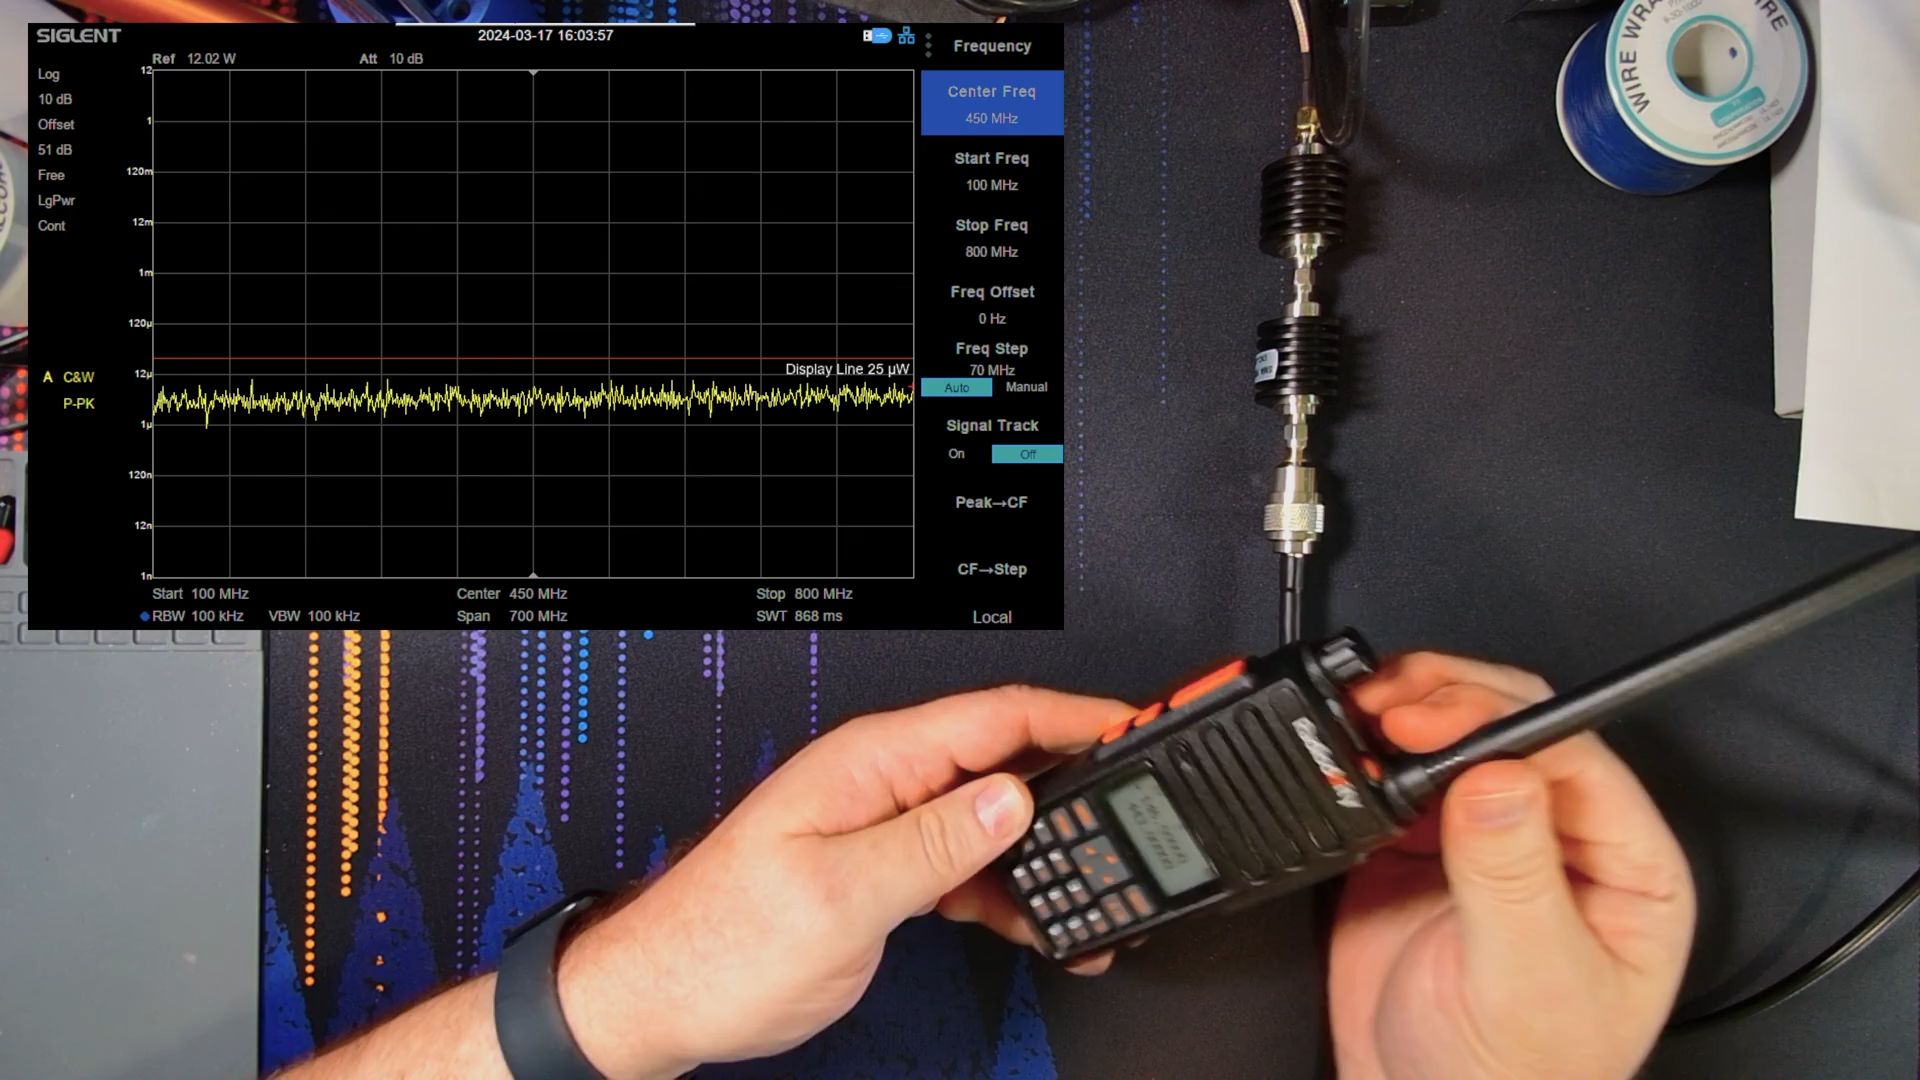 SIGLENT
2024-03-17 16:03:57
Ref 12.02 W
Att 10 dB
Log
10 dB
Offset
51 dB
Free
LgPwr
Cont
A C&W
P-PK
12
1
120m
12m
1m
120µ
12µ
1µ
120n
12n
1n
Display Line 25 µW
Start 100 MHz
Center 450 MHz
Stop 800 MHz
RBW 100 kHz
VBW 100 kHz
Span 700 MHz
SWT 868 ms
Frequency
Center Freq
450 MHz
Start Freq
100 MHz
Stop Freq
800 MHz
Freq Offset
0 Hz
Freq Step
70 MHz
Auto Manual
Signal Track
On Off
Peak→CF
CF→Step
Local
WIRE WRA
IRE